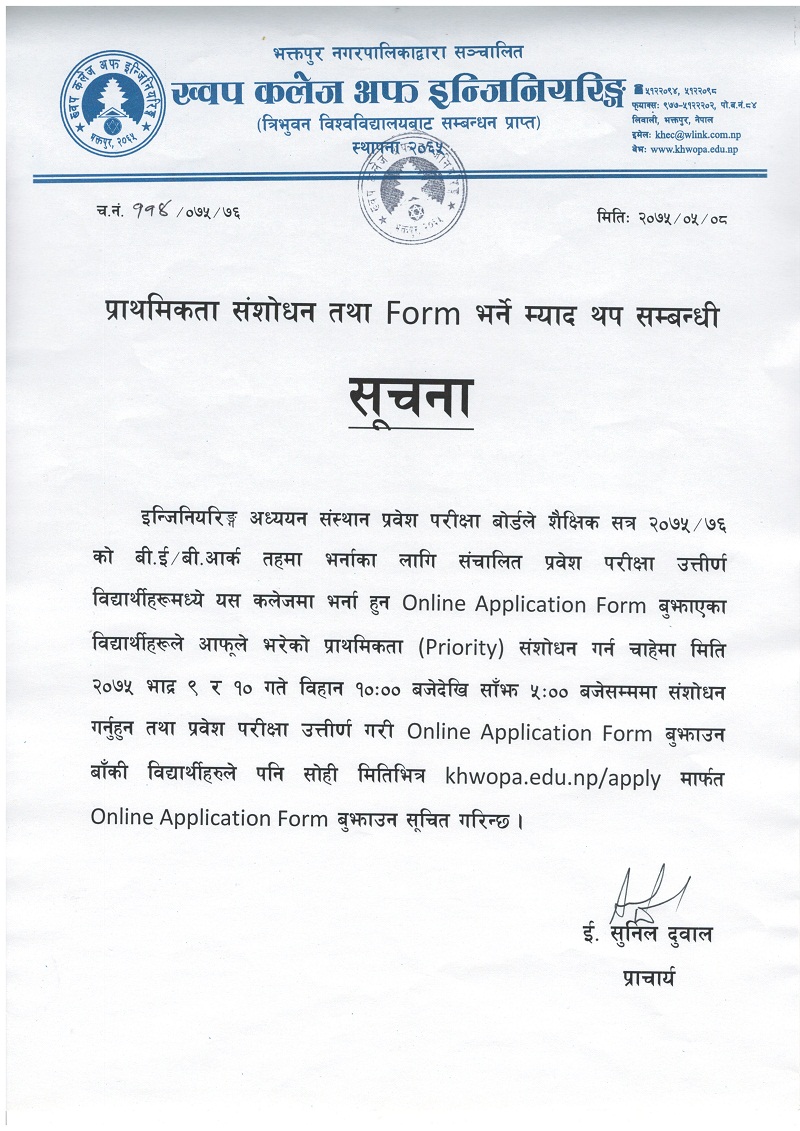 भक्तपुर नगरपालिकाद्वारा सञ्चालित
ख्वप कलेज अफ इन्जिनियरिङ्ग
(त्रिभुवन विश्वविद्यालयबाट सम्बन्धन प्राप्त)
स्थापना २०६५
ख्वप कलेज अफ इन्जिनियरिङ्ग
भक्तपुर, २०६५
५१२२०९४, ५१२२०९८
फ्याक्सः ९७७-५१२२२०२, पो.ब.नं.८४
लिवाली, भक्तपुर, नेपाल
इमेलः khec@wlink.com.np
वेभः www.khwopa.edu.np
च.नं. ११४/०७५/७६
मितिः २०७५/०५/०८
प्राथमिकता संशोधन तथा Form भर्ने म्याद थप सम्बन्धी
सूचना
इन्जिनियरिङ्ग अध्ययन संस्थान प्रवेश परीक्षा बोर्डले शैक्षिक सत्र २०७५/७६
को बी.ई/बी.आर्क तहमा भर्नाका लागि संचालित प्रवेश परीक्षा उत्तीर्ण
विद्यार्थीहरूमध्ये यस कलेजमा भर्ना हुन Online Application Form बुझाएका
विद्यार्थीहरूले आफूले भरेको प्राथमिकता (Priority) संशोधन गर्न चाहेमा मिति
२०७५ भाद्र ९ र १० गते विहान १०:०० बजेदेखि साँझ ५:०० बजेसम्ममा संशोधन
गर्नुहुन तथा प्रवेश परीक्षा उत्तीर्ण गरी Online Application Form बुझाउन
बाँकी विद्यार्थीहरुले पनि सोही मितिभित्र khwopa.edu.np/apply मार्फत
Online Application Form बुझाउन सूचित गरिन्छ ।
ई. सुनिल दुवाल
प्राचार्य